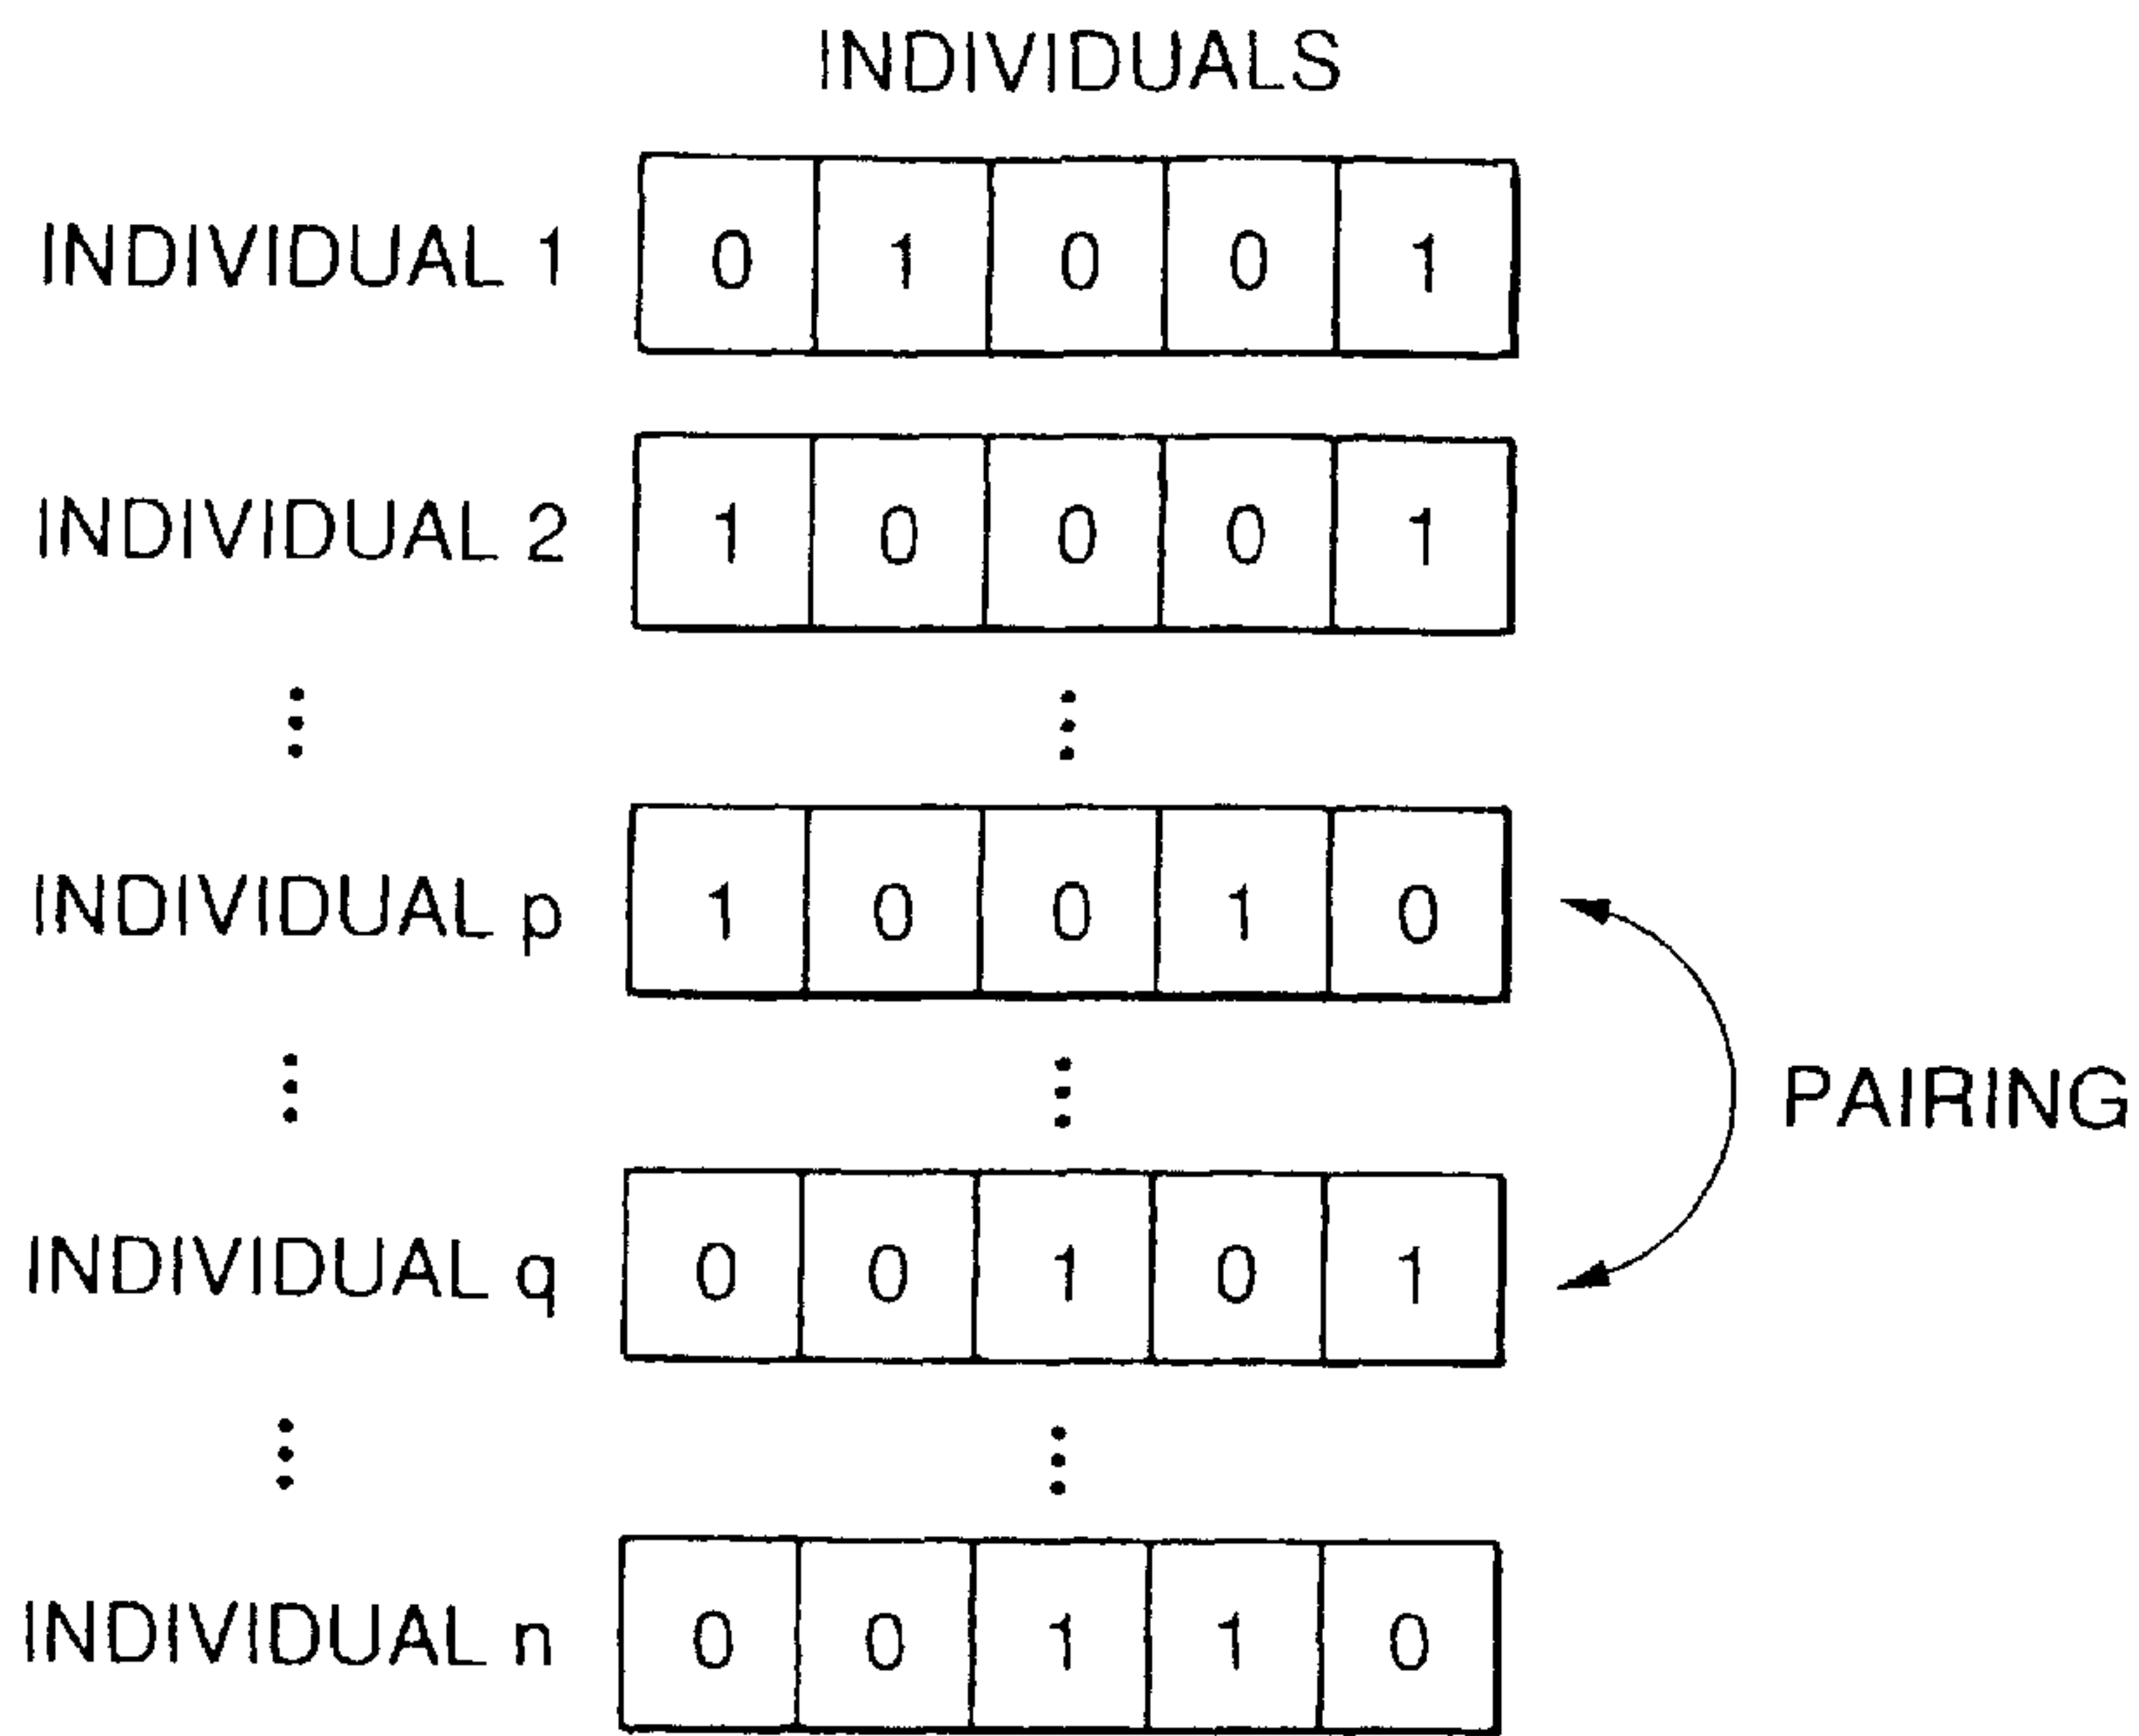 INDIVIDUALS
INDIVIDUAL 1 0 1 0 0 1
INDIVIDUAL 2 1 0 0 0 1
INDIVIDUAL p 1 0 0 1 0
PAIRING
INDIVIDUAL q 0 0 1 0 1
INDIVIDUAL n 0 0 1 1 0